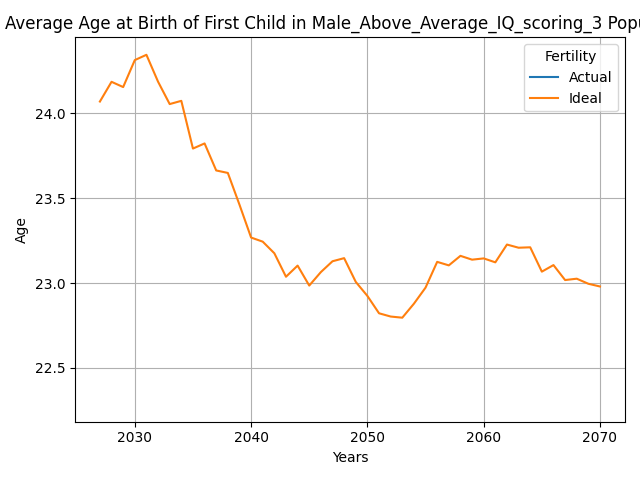 Average Age at Birth of First Child in Male_Above_Average_IQ_scoring_3 Popu
Fertility
Actual
Ideal
24.0
23.5
23.0
22.5
Age
2030 2040 2050 2060 2070
Years